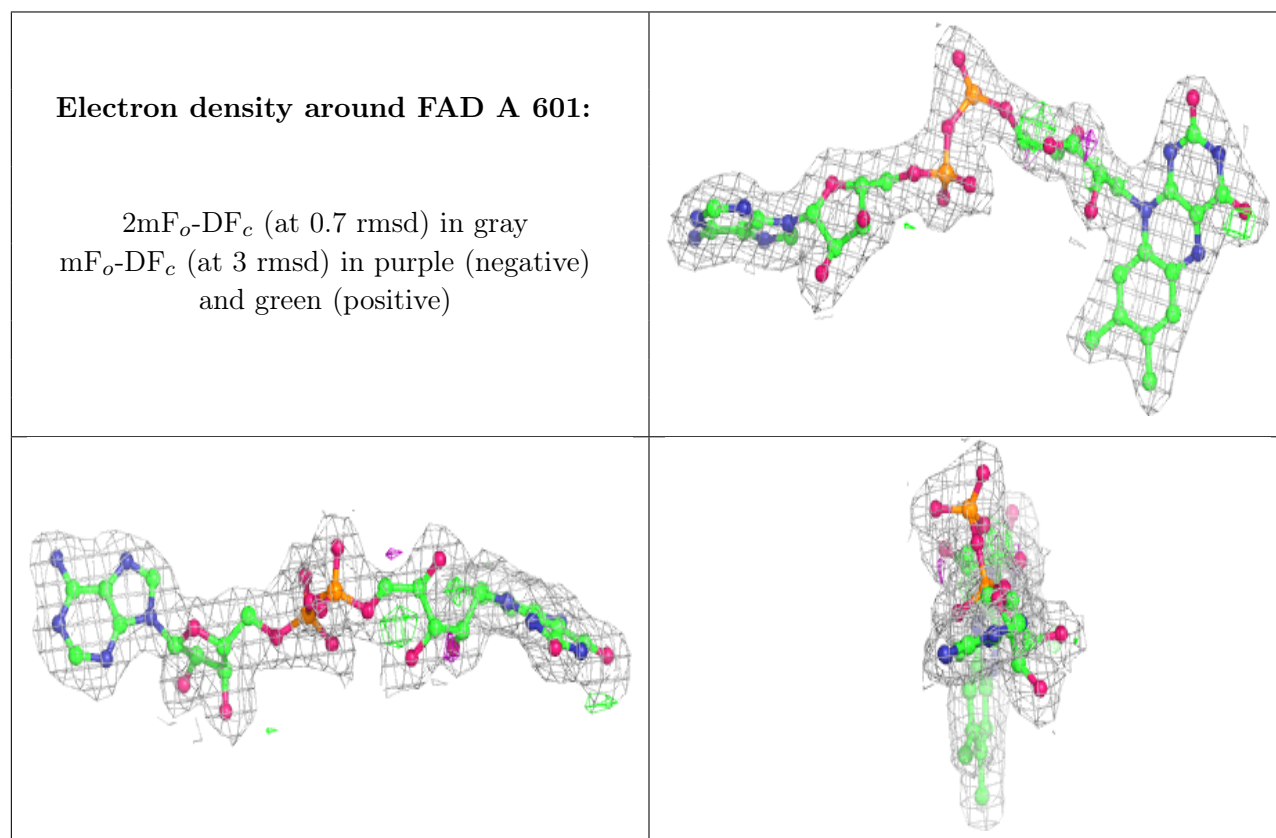 Electron density around FAD A 601:
2mFₒ-DF𝒸 (at 0.7 rmsd) in gray
mFₒ-DF𝒸 (at 3 rmsd) in purple (negative)
and green (positive)